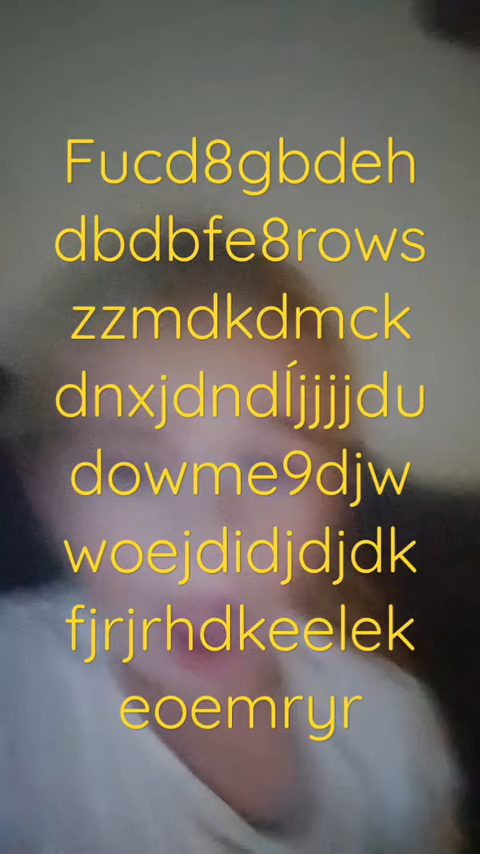 Fucd8gbdeh
dbdbfe8rows
zzmdkdmck
dnxjdndĺjjjjdu
dowme9djw
woejdidjdjdk
fjrjrhdkeelek
eoemryr